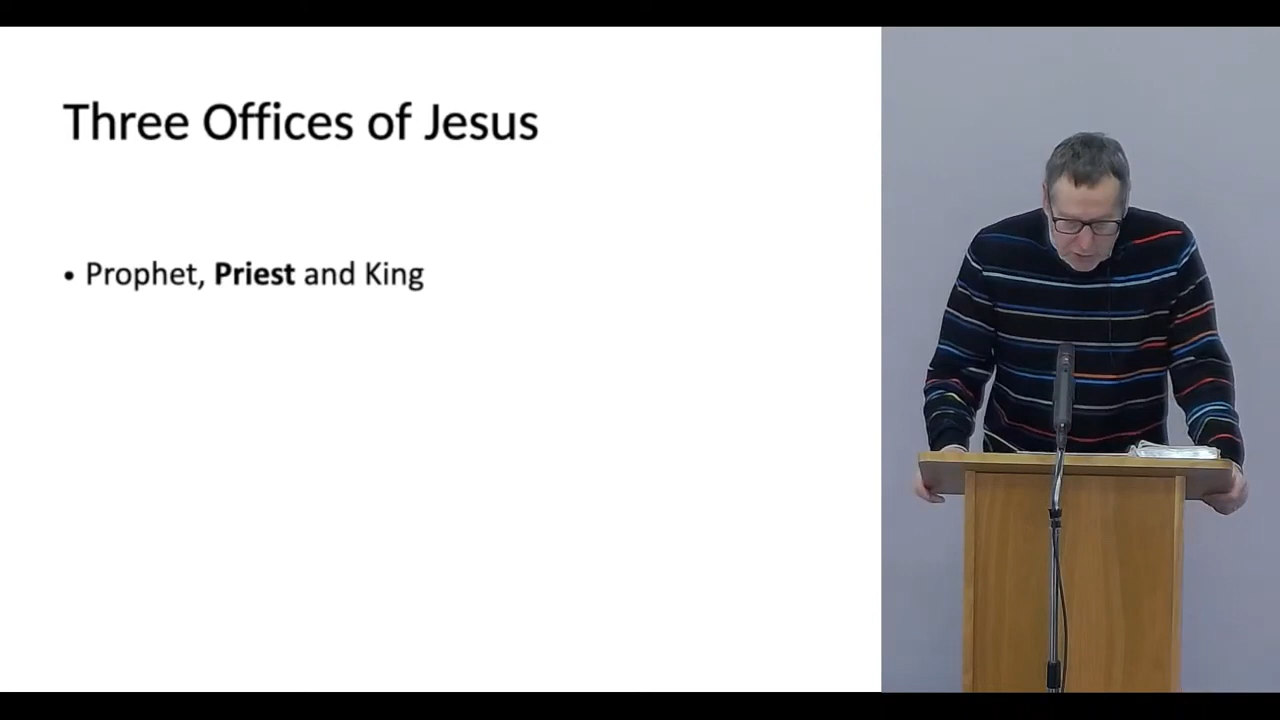 Three Offices of Jesus
• Prophet, Priest and King